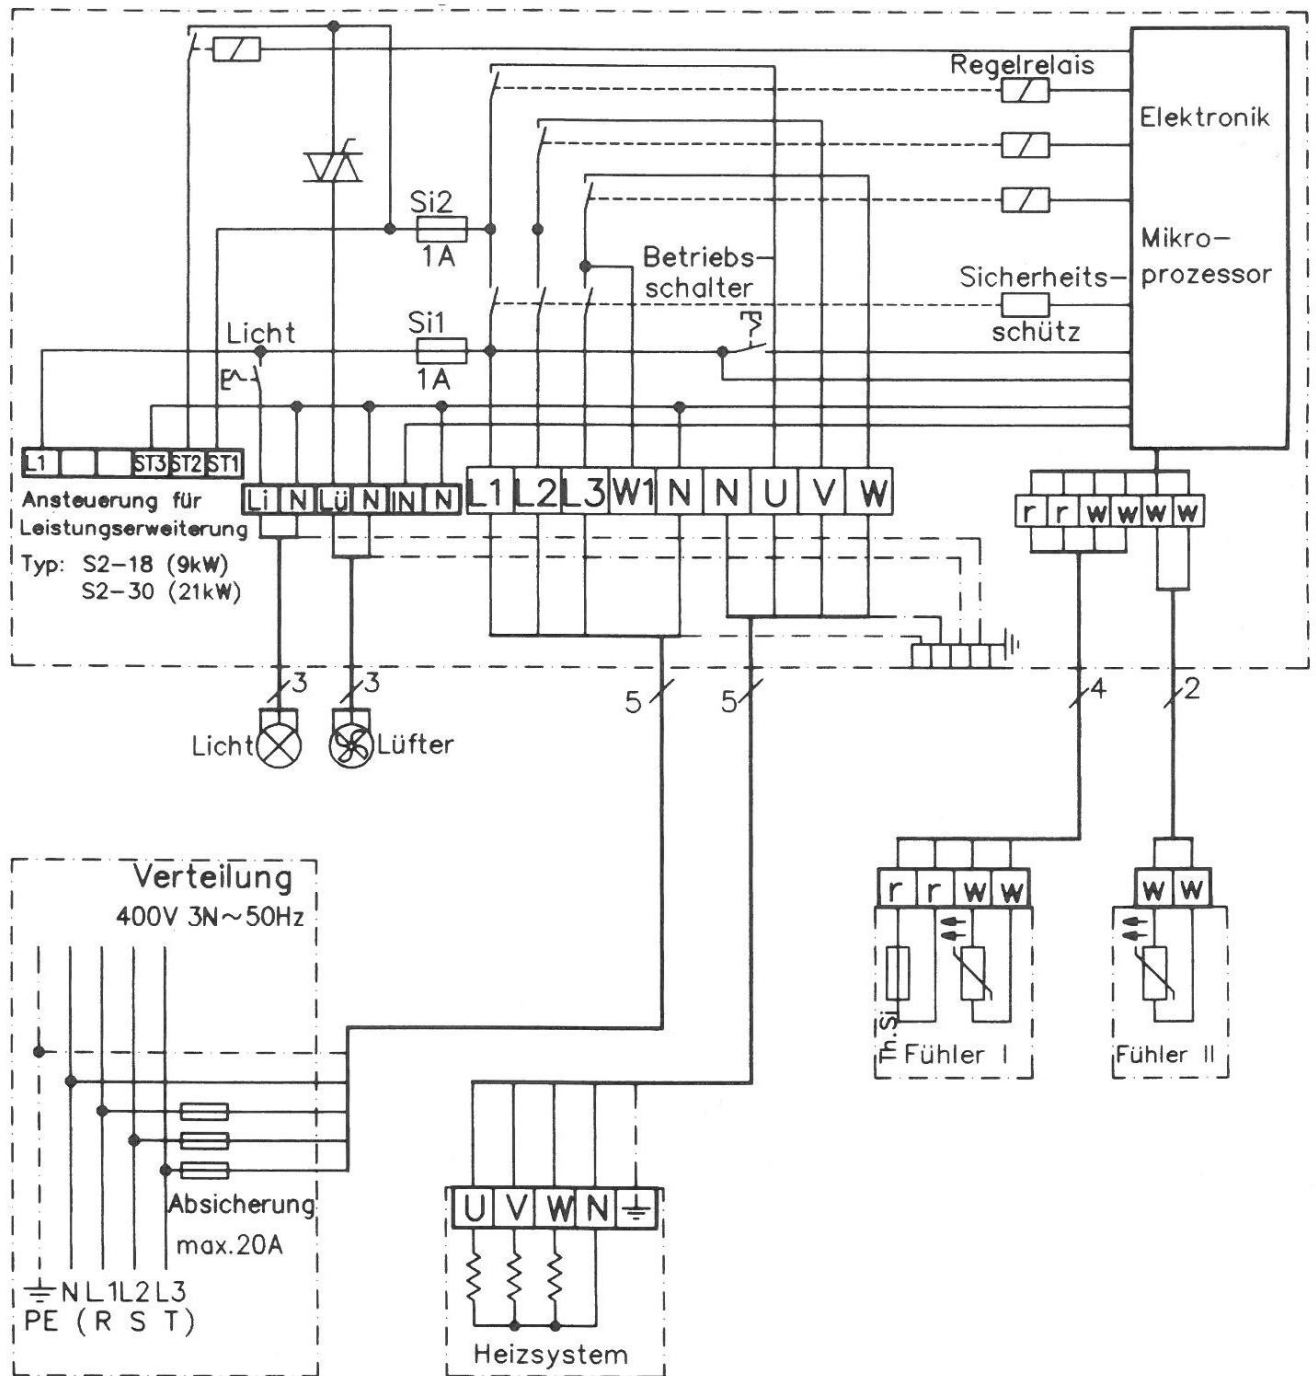 Regelrelais
Elektronik
Mikro-
prozessor
Si2
1A
Betriebs-
schalter
Sicherheits-
schütz
Licht
Si1
1A
L1 ST3 ST2 ST1
Ansteuerung für
Leistungserweiterung
Typ: S2-18 (9kW)
S2-30 (21kW)
Li N Lü N IN N
L1 L2 L3 W1 N N U V W
r r w w w w
3 3 5 5 4 2
Licht
Lüfter
Verteilung
400V 3N~50Hz
Absicherung
max.20A
N L1 L2 L3
PE (R S T)
U V W N
Heizsystem
r r w w
Th.Si
Fühler I
w w
Fühler II